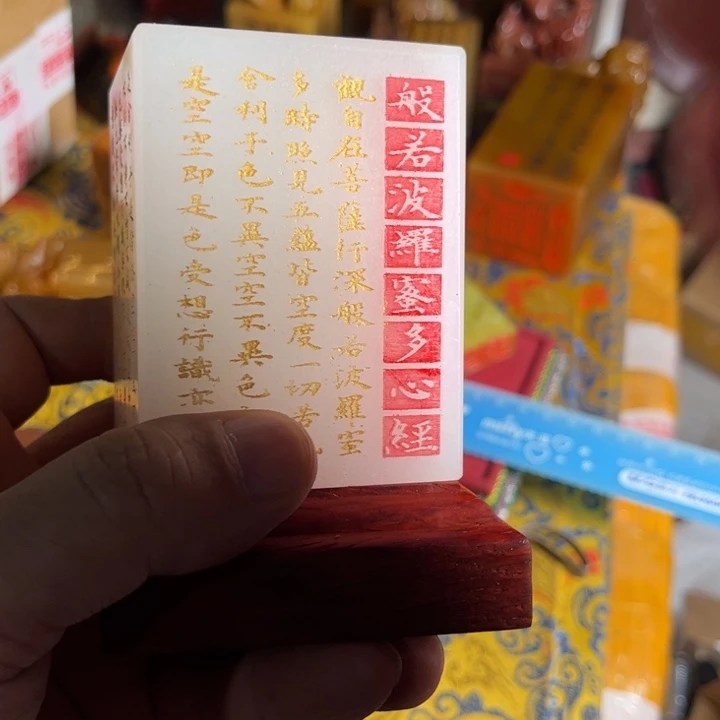 般若波羅蜜多心經
觀自在菩薩行深般若波羅蜜
多時照見五蘊皆空度一切苦
舍利子色不異空空不異色
是空空即是色受想行識亦